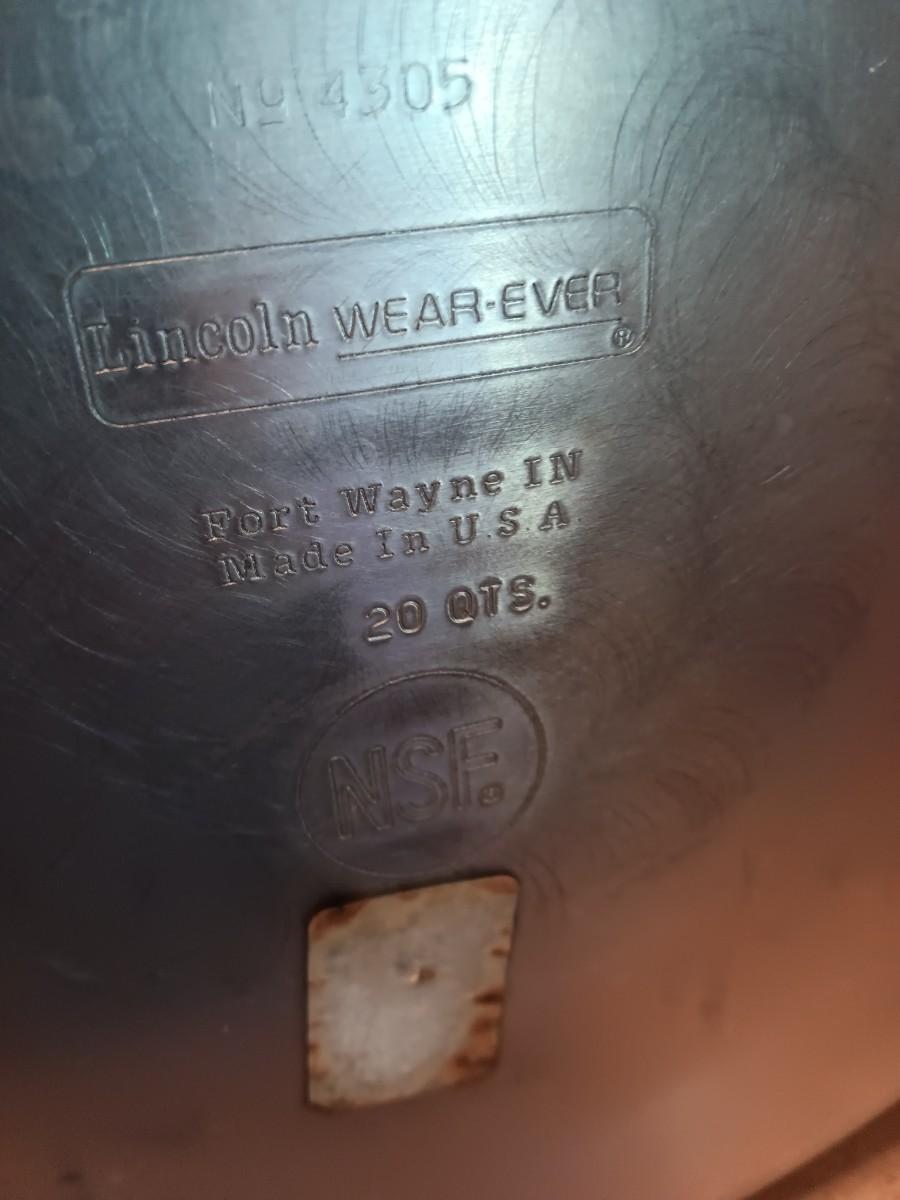 Nº 4305
Lincoln WEAR-EVER ®
Fort Wayne IN
Made In U.S.A.
20 QTS.
NSF®